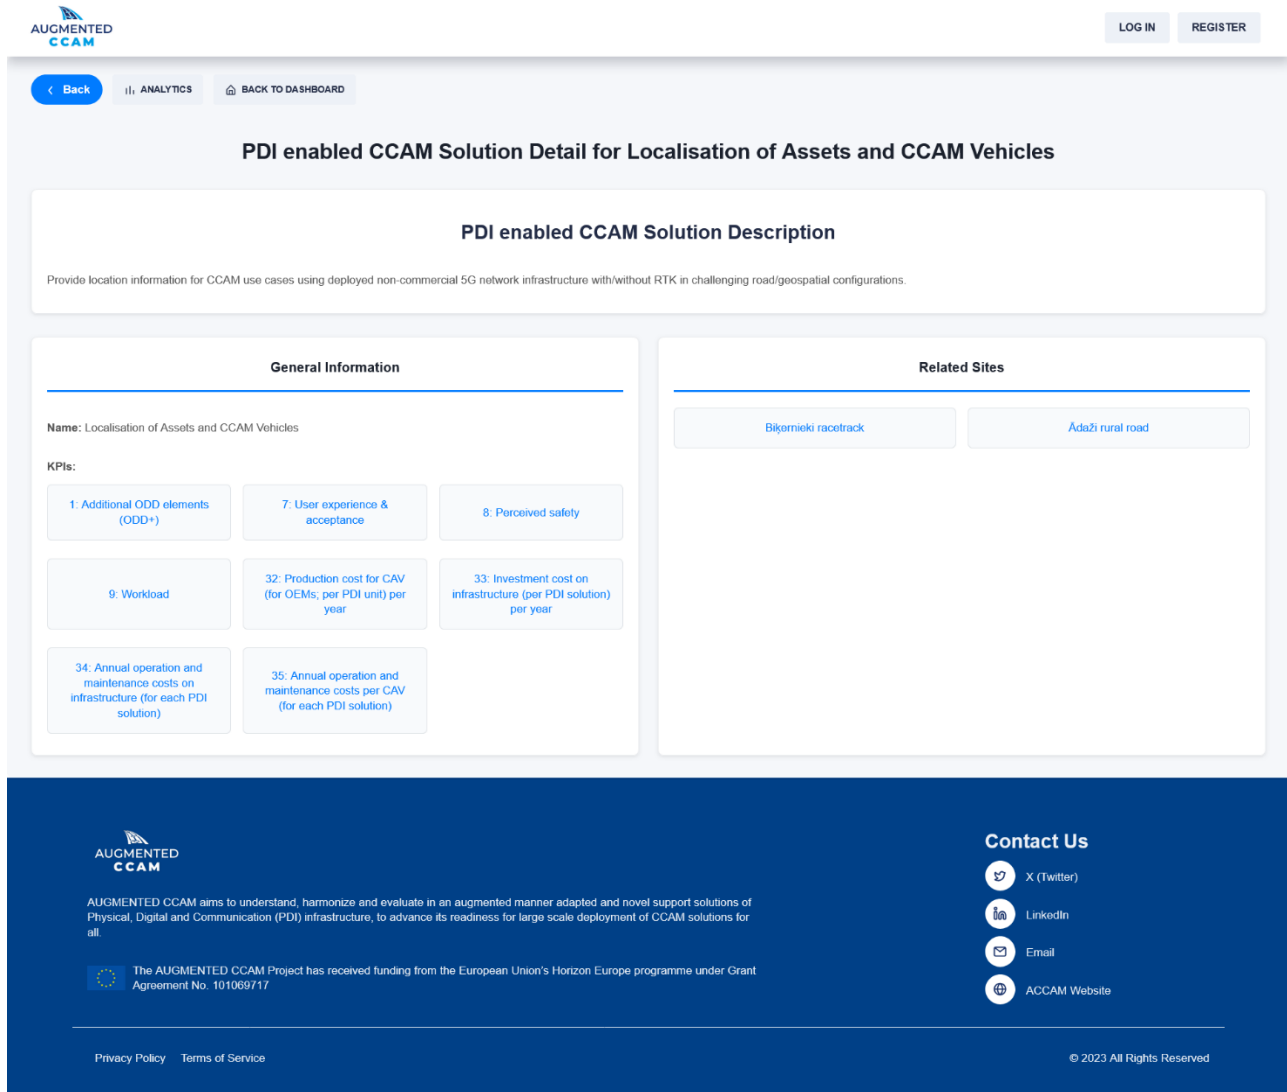 AUGMENTED
CCAM
LOG IN
REGISTER
Back
ANALYTICS
BACK TO DASHBOARD
PDI enabled CCAM Solution Detail for Localisation of Assets and CCAM Vehicles
PDI enabled CCAM Solution Description
Provide location information for CCAM use cases using deployed non-commercial 5G network infrastructure with/without RTK in challenging road/geospatial configurations.
General Information
Name: Localisation of Assets and CCAM Vehicles
KPIs:
1: Additional ODD elements
(ODD+)
7: User experience &
acceptance
8: Perceived safety
9: Workload
32: Production cost for CAV
(for OEMs; per PDI unit) per
year
33: Investment cost on
infrastructure (per PDI solution)
per year
34: Annual operation and
maintenance costs on
infrastructure (for each PDI
solution)
35: Annual operation and
maintenance costs per CAV
(for each PDI solution)
Related Sites
Biķernieki racetrack
Ādaži rural road
AUGMENTED
CCAM
AUGMENTED CCAM aims to understand, harmonize and evaluate in an augmented manner adapted and novel support solutions of
Physical, Digital and Communication (PDI) infrastructure, to advance its readiness for large scale deployment of CCAM solutions for
all.
The AUGMENTED CCAM Project has received funding from the European Union's Horizon Europe programme under Grant
Agreement No. 101069717
Contact Us
X (Twitter)
LinkedIn
Email
ACCAM Website
Privacy Policy
Terms of Service
© 2023 All Rights Reserved